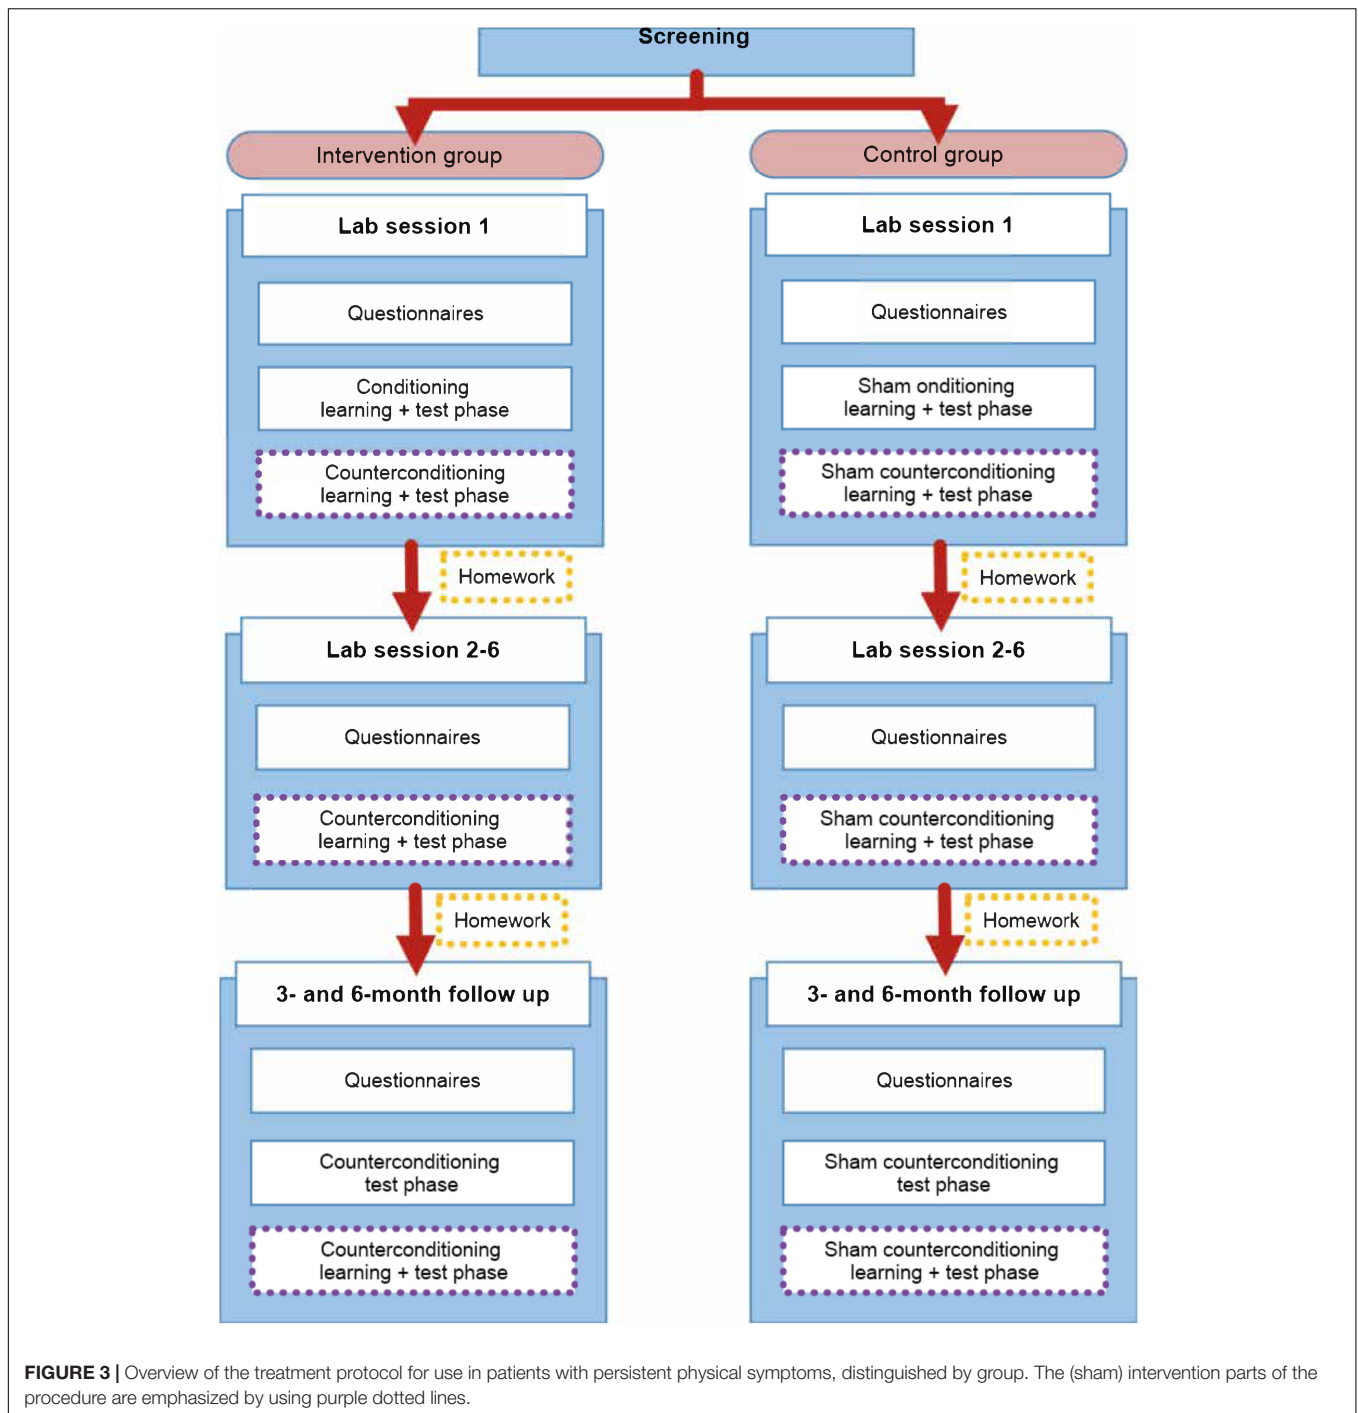 Screening
Intervention group
Control group
Lab session 1
Questionnaires
Conditioning
learning + test phase
Counterconditioning
learning + test phase
Homework
Lab session 2-6
Questionnaires
Counterconditioning
learning + test phase
Homework
3- and 6-month follow up
Questionnaires
Counterconditioning
test phase
Counterconditioning
learning + test phase
Lab session 1
Questionnaires
Sham onditioning
learning + test phase
Sham counterconditioning
learning + test phase
Homework
Lab session 2-6
Questionnaires
Sham counterconditioning
learning + test phase
Homework
3- and 6-month follow up
Questionnaires
Sham counterconditioning
test phase
Sham counterconditioning
learning + test phase
FIGURE 3 | Overview of the treatment protocol for use in patients with persistent physical symptoms, distinguished by group. The (sham) intervention parts of the
procedure are emphasized by using purple dotted lines.